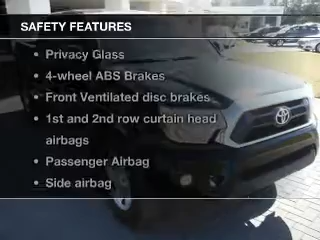 SAFETY FEATURES
• Privacy Glass
• 4-wheel ABS Brakes
• Front Ventilated disc brakes
• 1st and 2nd row curtain head
airbags
• Passenger Airbag
• Side airbag